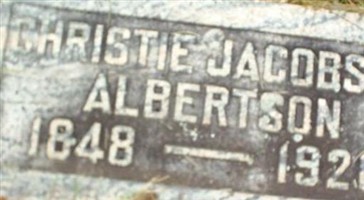 CHRISTIE JACOBS
ALBERTSON
1848 — 192